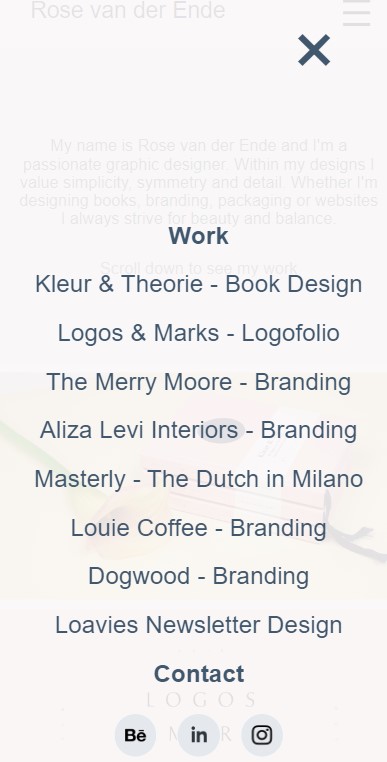 Rose van der Ende
My name is Rose van der Ende and I'm a
passionate graphic designer. Within my designs I
value simplicity, symmetry and detail. Whether I'm
designing books, branding, packaging or websites
I always strive for beauty and balance.
Work
Scroll down to see my work
Kleur & Theorie - Book Design
Logos & Marks - Logofolio
The Merry Moore - Branding
Aliza Levi Interiors - Branding
Masterly - The Dutch in Milano
Louie Coffee - Branding
Dogwood - Branding
Loavies Newsletter Design
Contact
LOGOS
Bē in